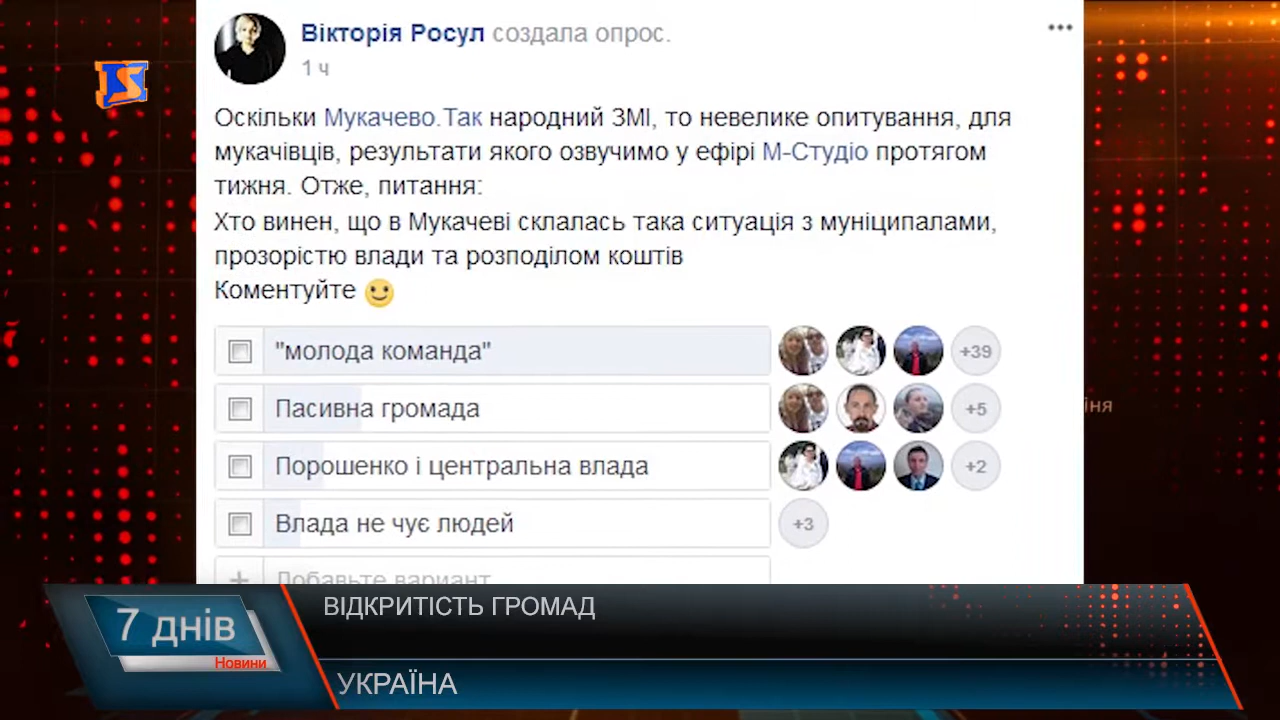 Вікторія Росул создала опрос.
1 ч
Оскільки Мукачево.Так народний ЗМІ, то невелике опитування, для
мукачівців, результати якого озвучимо у ефірі М-Студіо протягом
тижня. Отже, питання:
Хто винен, що в Мукачеві склалась така ситуація з муніципалами,
прозорістю влади та розподілом коштів
Коментуйте
"молода команда"
+39
Пасивна громада
+5
Порошенко і центральна влада
+2
Влада не чує людей
+3
+ Добавьте вариант
7 днів
Новини
ВІДКРИТІСТЬ ГРОМАД
УКРАЇНА